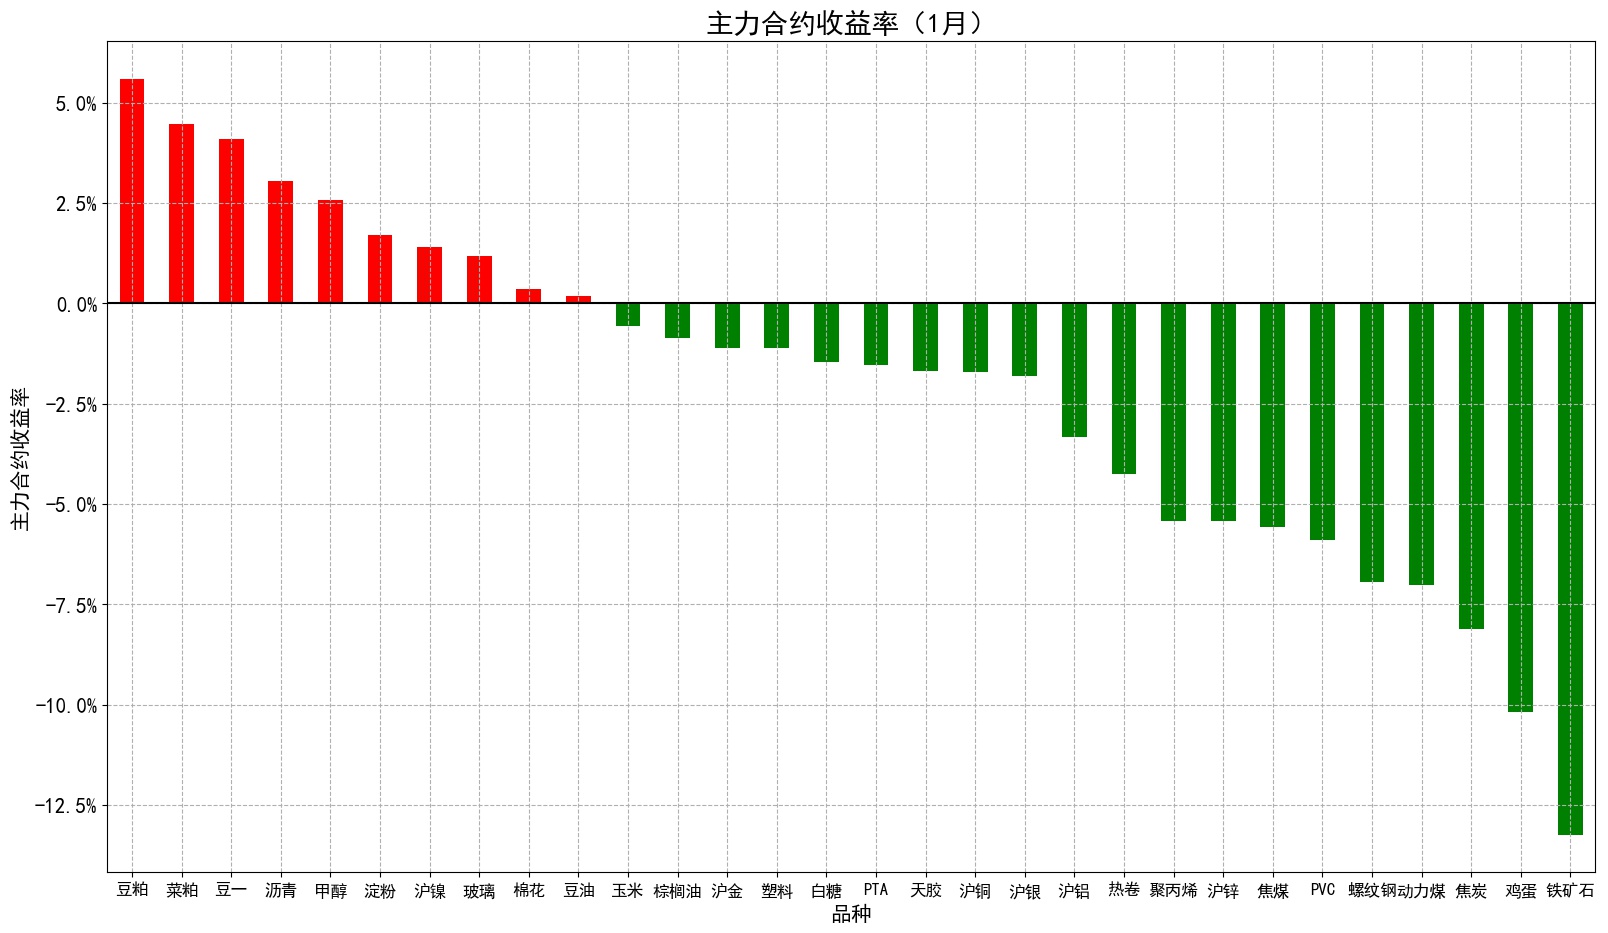 主力合约收益率（1月）
主力合约收益率
5.0%
2.5%
0.0%
−2.5%
−5.0%
−7.5%
−10.0%
−12.5%
豆粕 菜粕 豆一 沥青 甲醇 淀粉 沪镍 玻璃 棉花 豆油 玉米 棕榈油 沪金 塑料 白糖 PTA 天胶 沪铜 沪银 沪铝 热卷 聚丙烯 沪锌 焦煤 PVC 螺纹钢 动力煤 焦炭 鸡蛋 铁矿石
品种